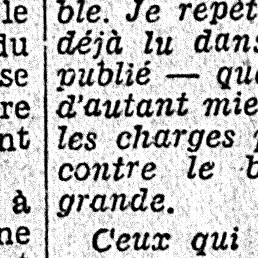 le
du
se
re
nt
à
ne
ble. Je répèt
déjà lu dans
publié — qu
d'autant mie
les charges
contre le
grande.
Ceux qui